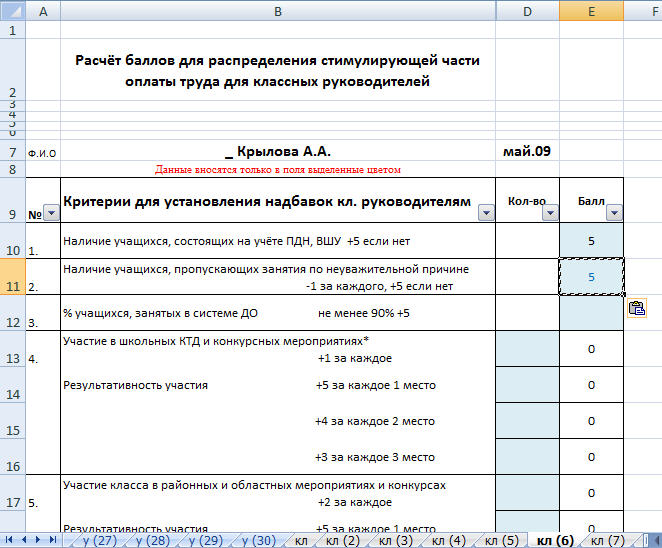 A B D E F
1
2 Расчёт баллов для распределения стимулирующей части
оплаты труда для классных руководителей
3
4
5
6
7 Ф.И.О _ Крылова А.А. май.09
8 Данные вносятся только в поля выделенные цветом
9 № Критерии для установления надбавок кл. руководителям Кол-во Балл
10 1. Наличие учащихся, состоящих на учёте ПДН, ВШУ +5 если нет 5
11 2. Наличие учащихся, пропускающих занятия по неуважительной причине 5
-1 за каждого, +5 если нет
12 3. % учащихся, занятых в системе ДО не менее 90% +5
13 4. Участие в школьных КТД и конкурсных мероприятиях* 0
+1 за каждое
14 Результативность участия +5 за каждое 1 место 0
15 +4 за каждое 2 место 0
16 +3 за каждое 3 место 0
17 5. Участие класса в районных и областных мероприятиях и конкурсах 0
+2 за каждое
Результативность участия +5 за каждое 1 место 0
у (27) у (28) у (29) у (30) кл кл (2) кл (3) кл (4) кл (5) кл (6) кл (7)